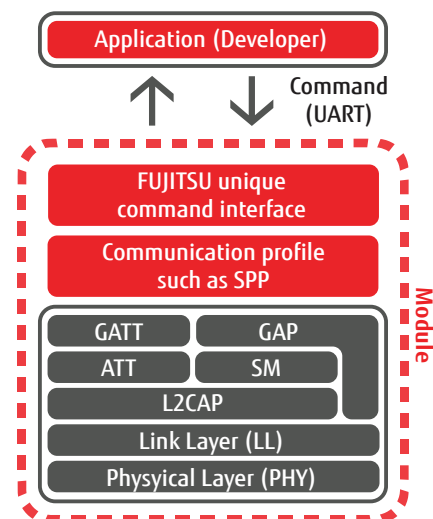 Application (Developer)
Command
(UART)
FUJITSU unique
command interface
Communication profile
such as SPP
Module
GATT
GAP
ATT
SM
L2CAP
Link Layer (LL)
Physyical Layer (PHY)